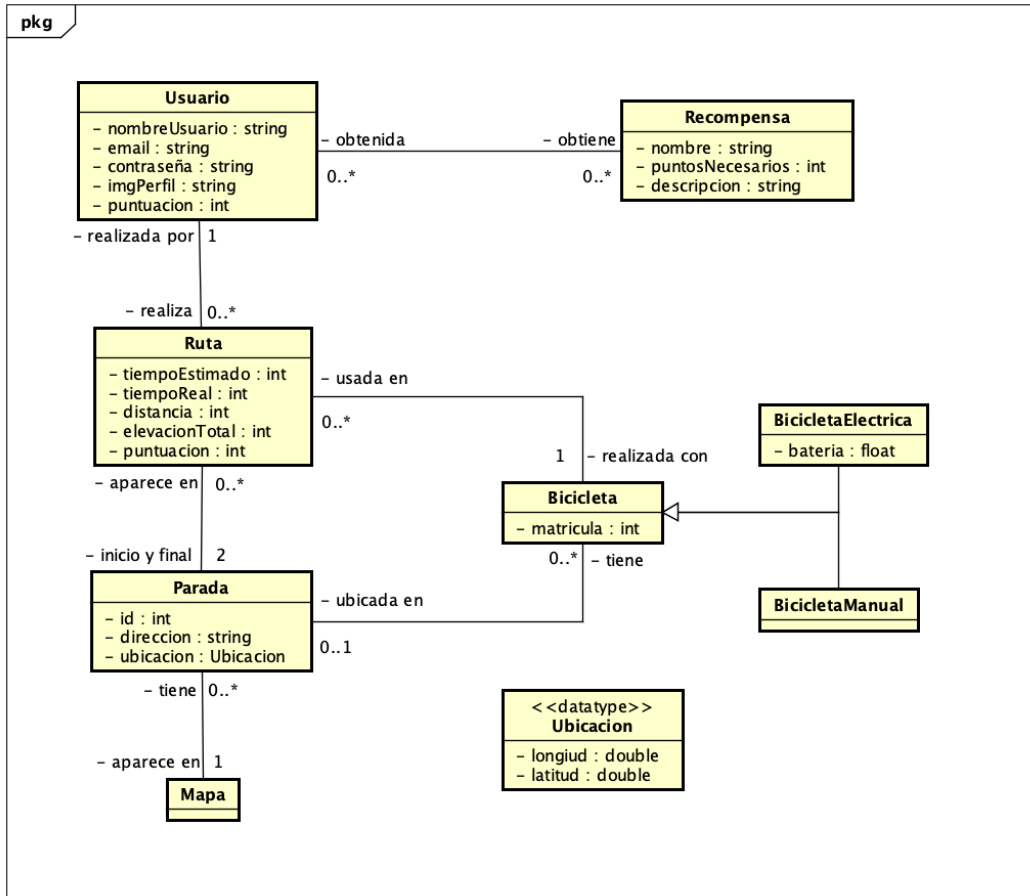 pkg
Usuario
- nombreUsuario : string
- email : string
- contraseña : string
- imgPerfil : string
- puntuacion : int
- obtenida
0..*
- obtiene
0..*
Recompensa
- nombre : string
- puntosNecesarios : int
- descripcion : string
- realizada por
1
- realiza
0..*
Ruta
- tiempoEstimado : int
- tiempoReal : int
- distancia : int
- elevacionTotal : int
- puntuacion : int
- usada en
0..*
1
- realizada con
BicicletaElectrica
- bateria : float
Bicicleta
- matricula : int
0..*
- tiene
BicicletaManual
- aparece en
0..*
- inicio y final
2
Parada
- id : int
- direccion : string
- ubicacion : Ubicacion
- ubicada en
0..1
- tiene
0..*
- aparece en
1
Mapa
<<datatype>>
Ubicacion
- longiud : double
- latitud : double